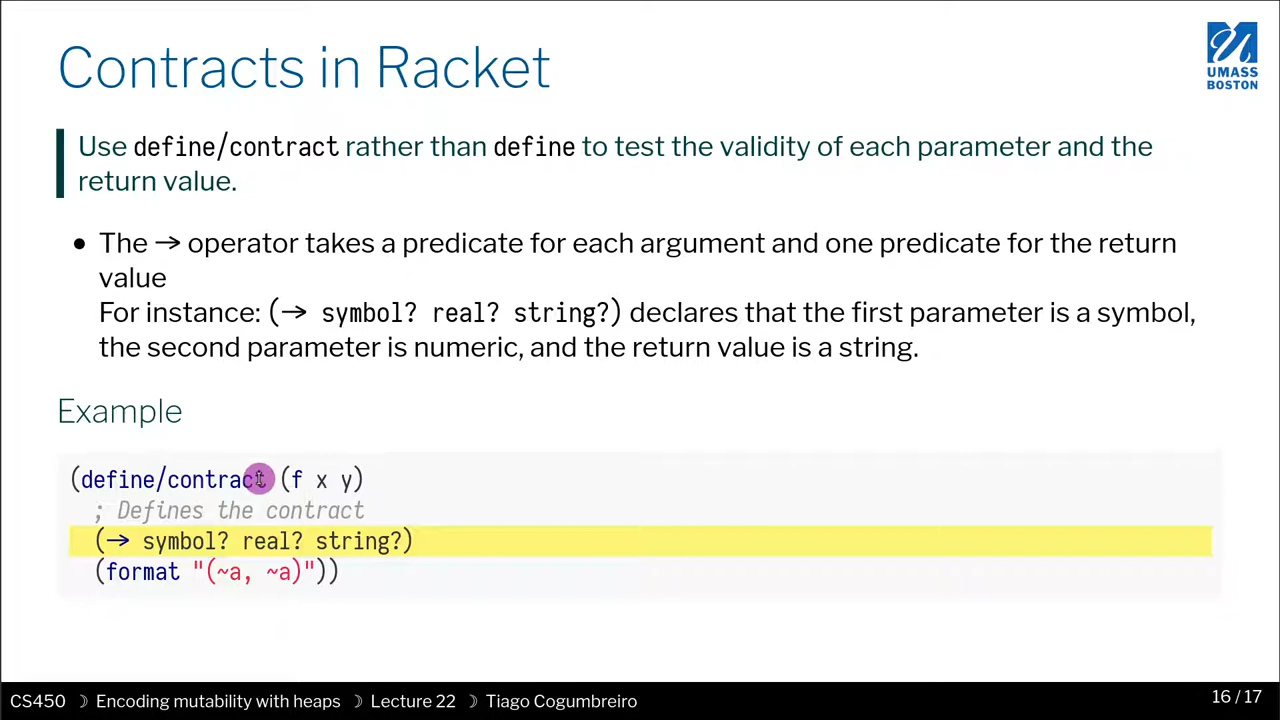 Contracts in Racket
UMASS
BOSTON
Use define/contract rather than define to test the validity of each parameter and the
return value.
● The → operator takes a predicate for each argument and one predicate for the return
value
For instance: (→ symbol? real? string?) declares that the first parameter is a symbol,
the second parameter is numeric, and the return value is a string.
Example
(define/contract (f x y)
; Defines the contract
(→ symbol? real? string?)
(format "(~a, ~a)"))
CS450 ☽ Encoding mutability with heaps ☽ Lecture 22 ☽ Tiago Cogumbreiro
16 / 17